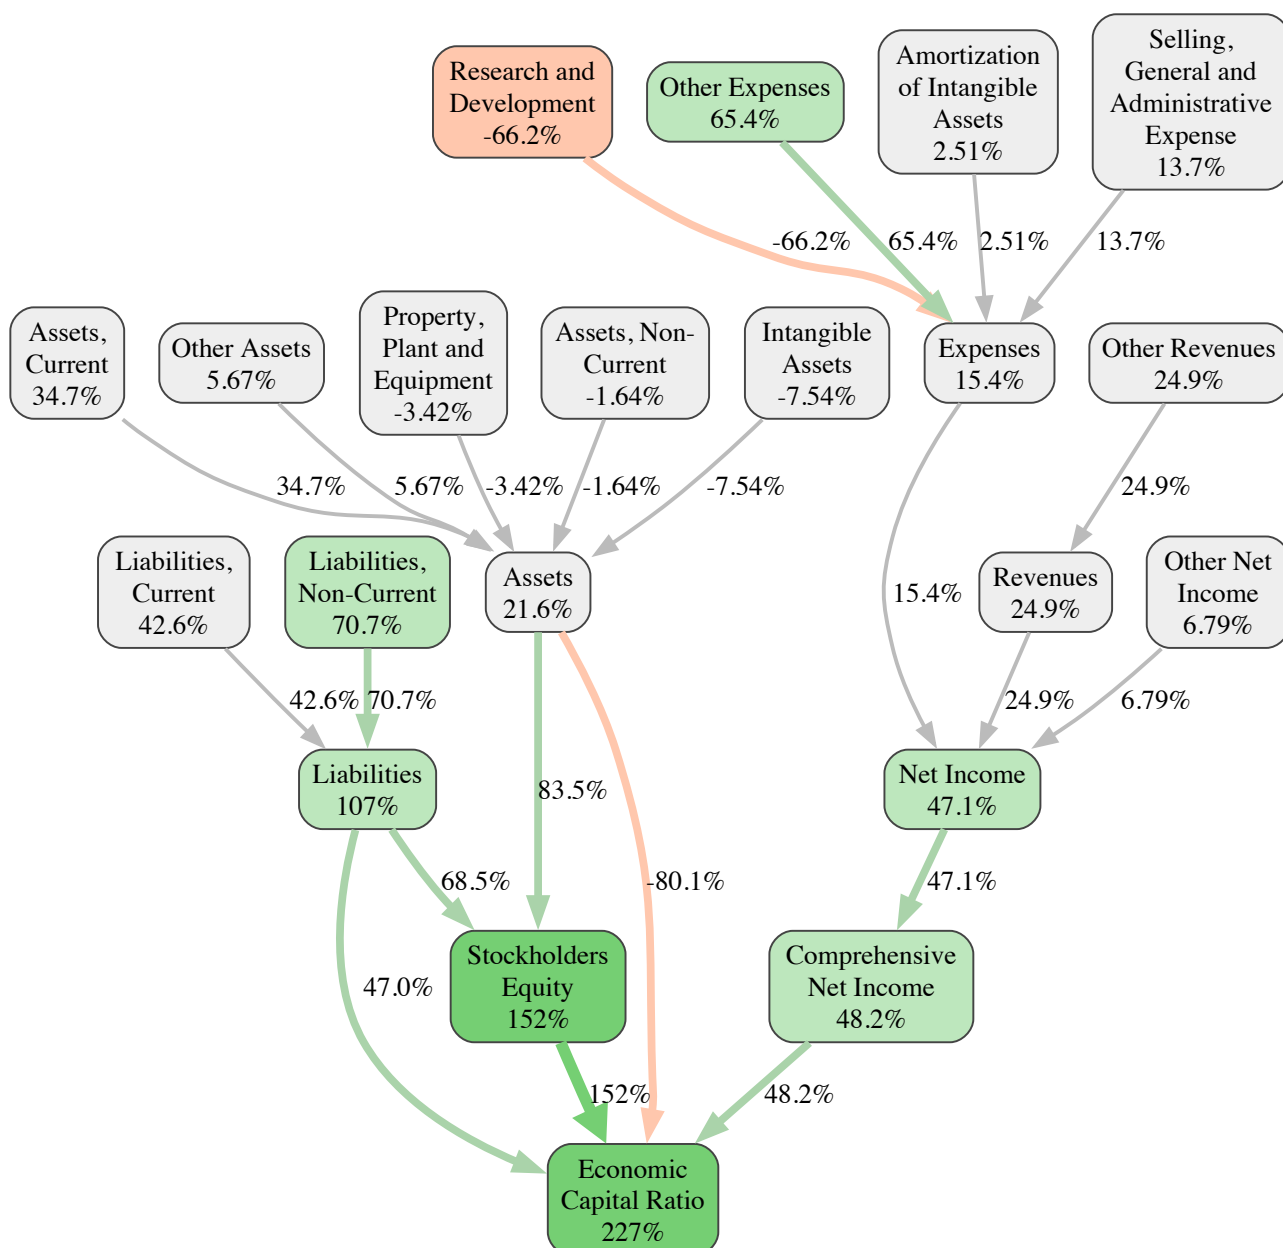 Research and
Development
-66.2%
Other Expenses
65.4%
Amortization
of Intangible
Assets
2.51%
Selling,
General and
Administrative
Expense
13.7%
-66.2%
65.4%
2.51%
13.7%
Assets,
Current
34.7%
Other Assets
5.67%
Property,
Plant and
Equipment
-3.42%
Assets, Non-
Current
-1.64%
Intangible
Assets
-7.54%
Expenses
15.4%
Other Revenues
24.9%
34.7%
5.67%
-3.42%
-1.64%
-7.54%
24.9%
Liabilities,
Current
42.6%
Liabilities,
Non-Current
70.7%
Assets
21.6%
15.4%
Revenues
24.9%
Other Net
Income
6.79%
42.6%
70.7%
24.9%
6.79%
Liabilities
107%
83.5%
Net Income
47.1%
68.5%
-80.1%
47.1%
47.0%
Stockholders
Equity
152%
Comprehensive
Net Income
48.2%
152%
48.2%
Economic
Capital Ratio
227%